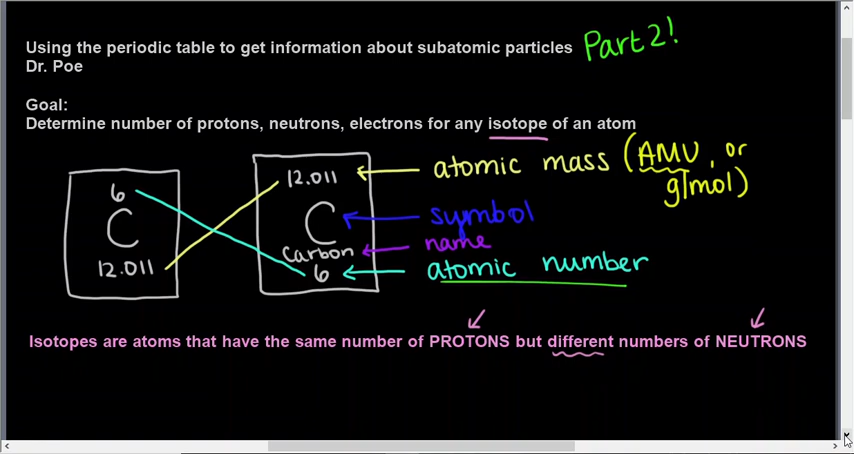 Using the periodic table to get information about subatomic particles Part 2!
Dr. Poe
Goal:
Determine number of protons, neutrons, electrons for any isotope of an atom
6
C
12.011
12.011
C
Carbon
6
atomic mass (AMU, or
g/mol)
symbol
name
atomic number
Isotopes are atoms that have the same number of PROTONS but different numbers of NEUTRONS